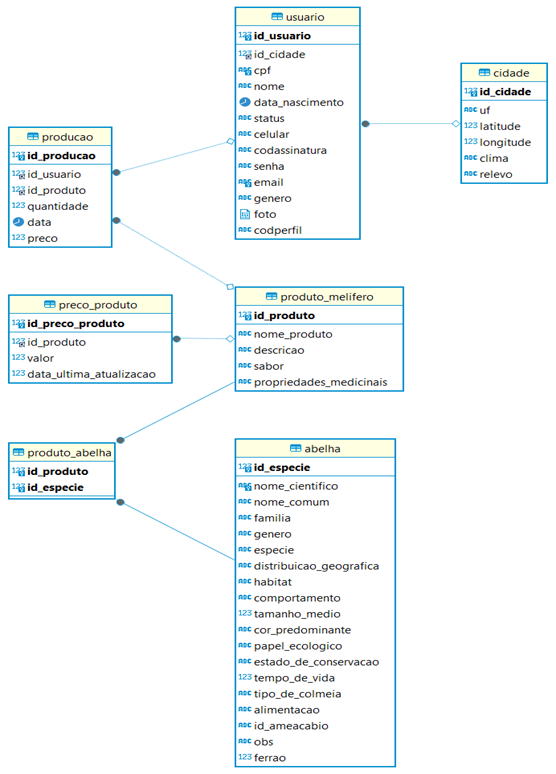 usuario
id_usuario
id_cidade
cpf
nome
data_nascimento
status
celular
codassinatura
senha
email
genero
foto
codperfil
cidade
id_cidade
uf
latitude
longitude
clima
relevo
producao
id_producao
id_usuario
id_produto
quantidade
data
preco
preco_produto
id_preco_produto
id_produto
valor
data_ultima_atualizacao
produto_melifero
id_produto
nome_produto
descricao
sabor
propriedades_medicinais
produto_abelha
id_produto
id_especie
abelha
id_especie
nome_cientifico
nome_comum
familia
genero
especie
distribuicao_geografica
habitat
comportamento
tamanho_medio
cor_predominante
papel_ecologico
estado_de_conservacao
tempo_de_vida
tipo_de_colmeia
alimentacao
id_ameacabio
obs
ferrao